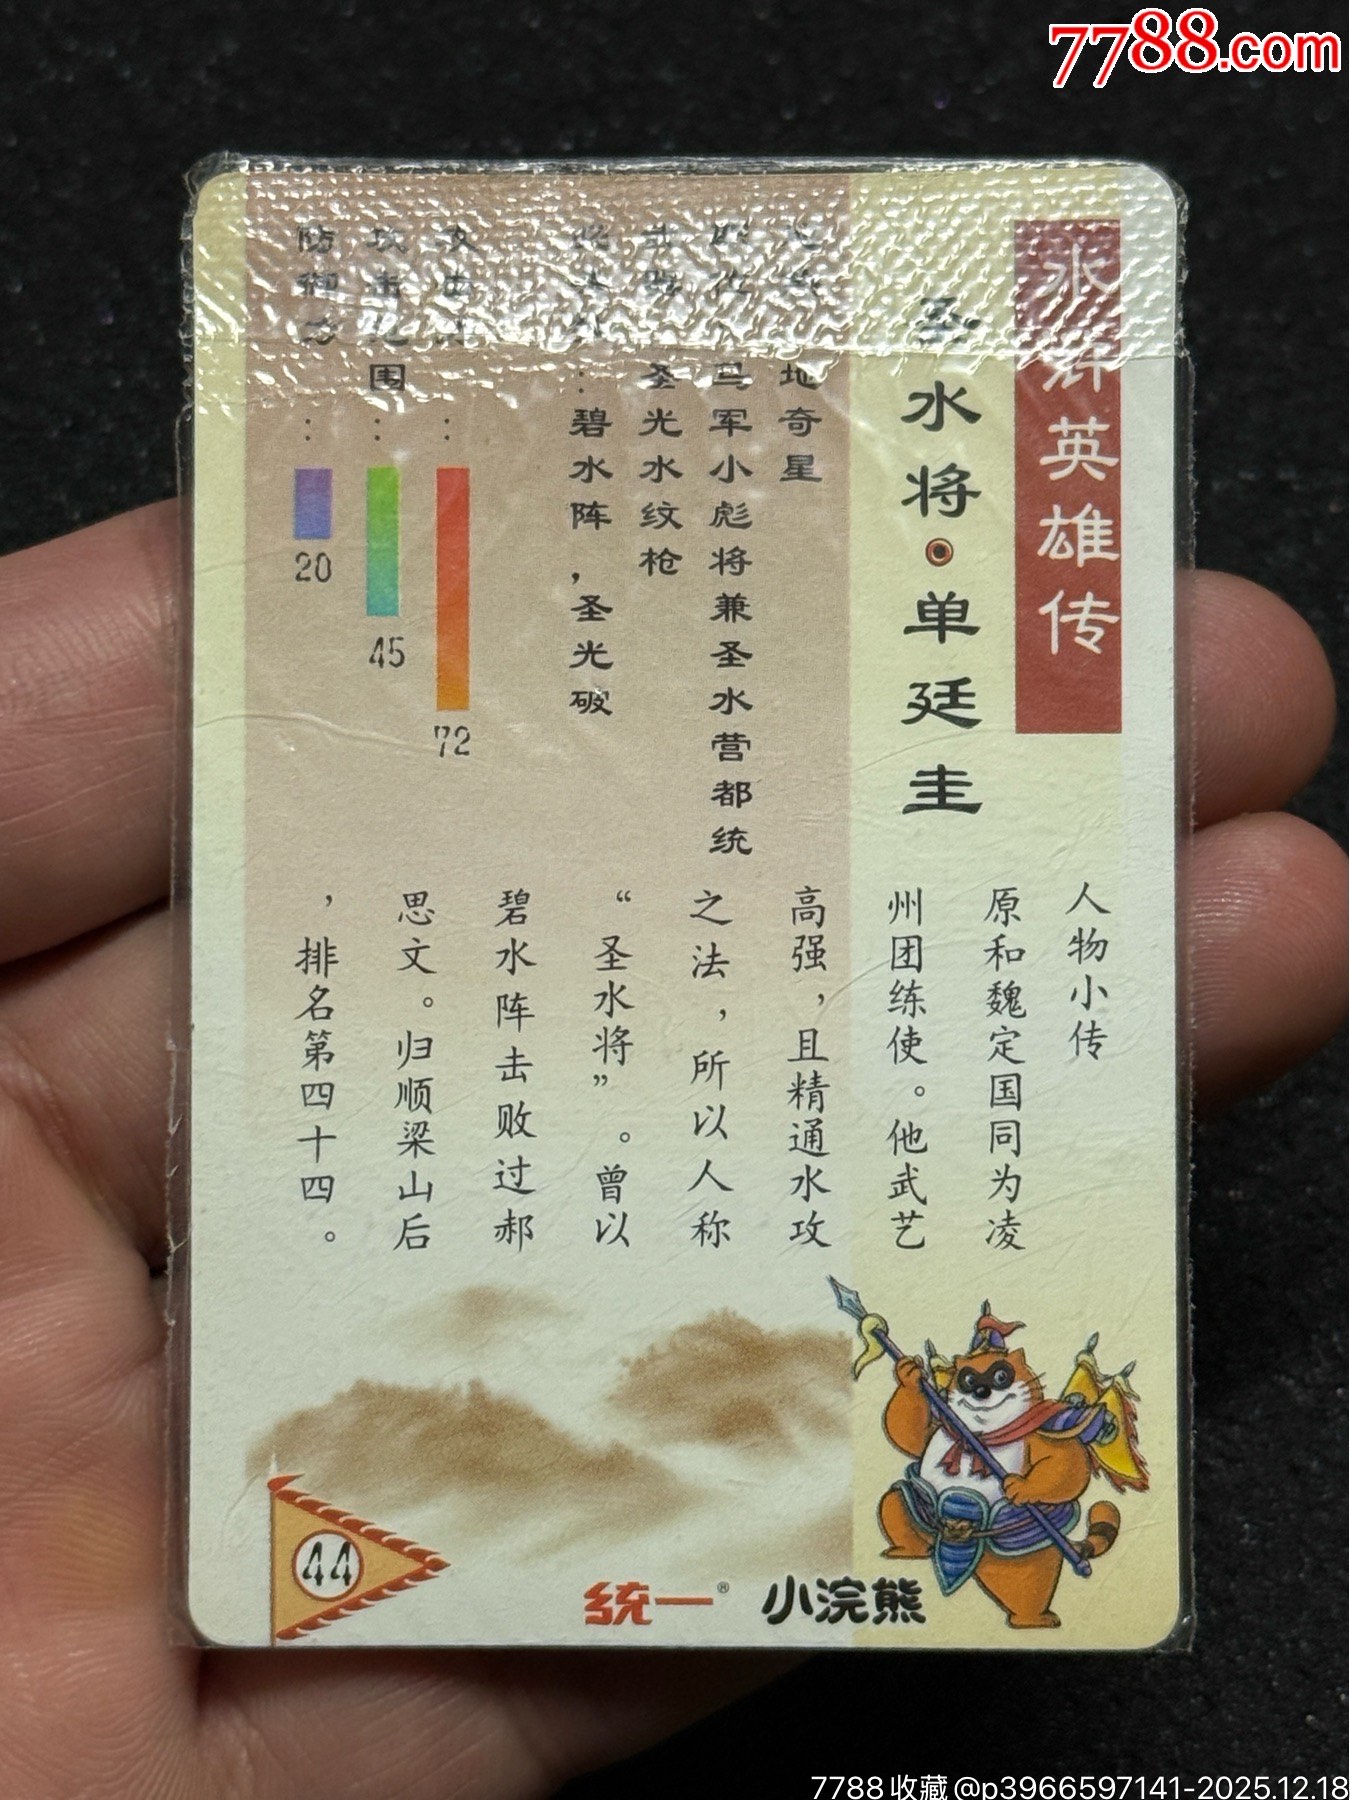 7788.com
水浒英雄传
圣水将·单廷圭
地奇星
马军小彪将兼圣水营都统
圣光水纹枪
：碧水阵，圣光破
：72
围：45
防御力：20
人物小传
原和魏定国同为凌
州团练使。他武艺
高强，且精通水攻
之法，所以人称
“圣水将”。曾以
碧水阵击败过郝
思文。归顺梁山后
，排名第四十四。
44
统一® 小浣熊
7788收藏@p3966597141-2025.12.18